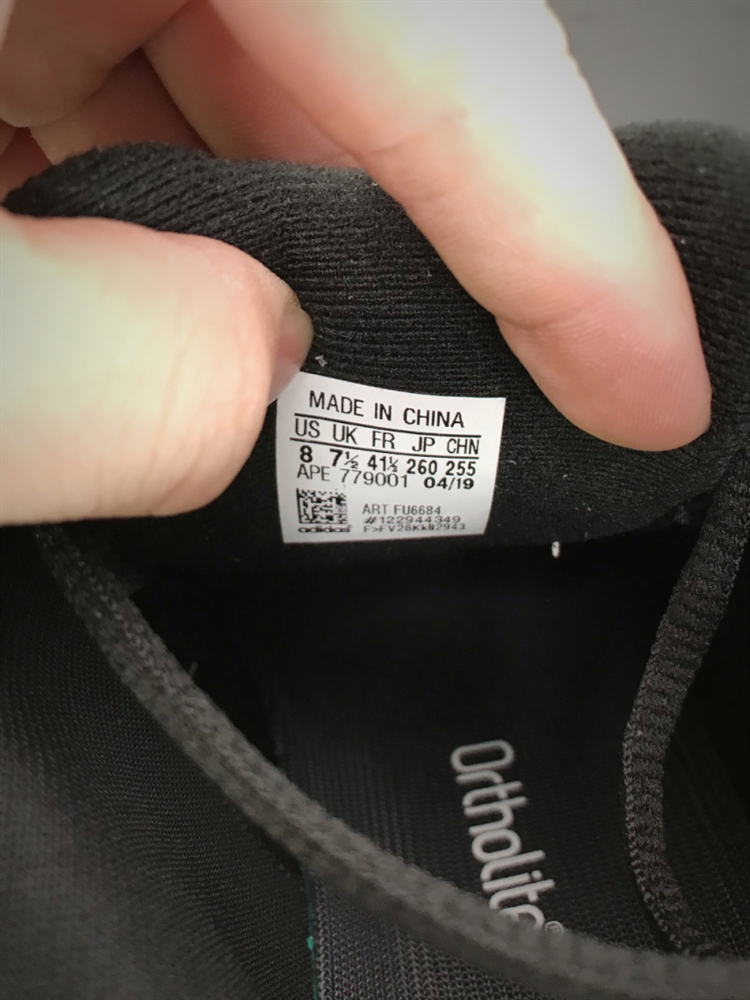 MADE IN CHINA
US UK FR JP CHN
8 7½ 41½ 260 255
APE 779001 04/19
ART FU6684
#122944349
adidas
Ortholite®